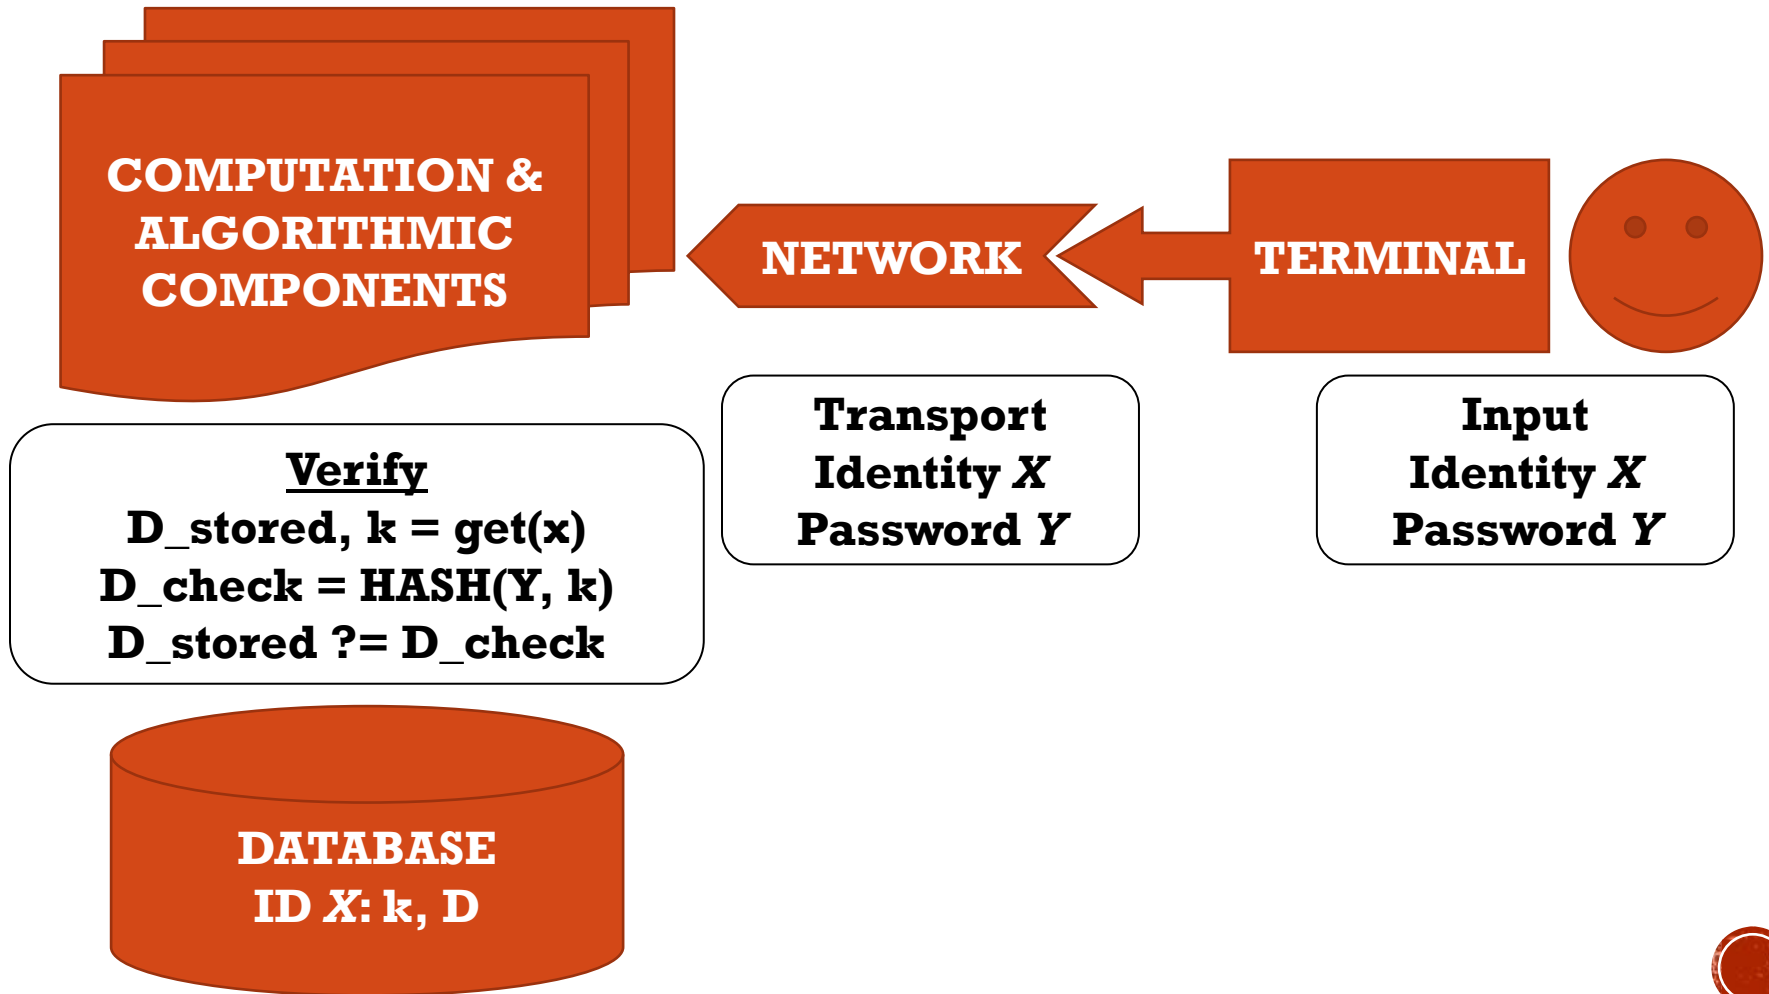 COMPUTATION &
ALGORITHMIC
COMPONENTS
NETWORK
TERMINAL
Verify
D_stored, k = get(x)
D_check = HASH(Y, k)
D_stored ?= D_check
Transport
Identity X
Password Y
Input
Identity X
Password Y
DATABASE
ID X: k, D